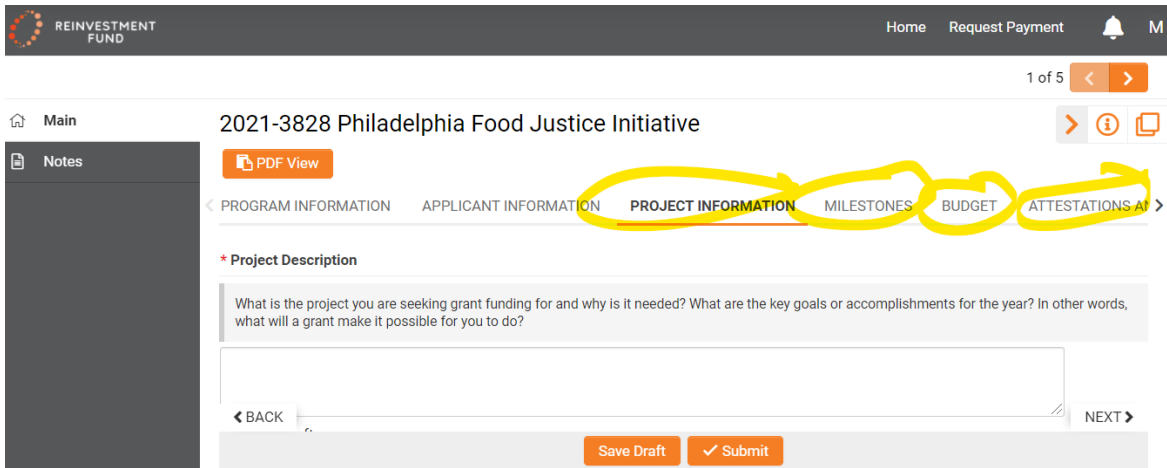 REINVESTMENT
FUND
Home Request Payment M
1 of 5
Main
Notes
2021-3828 Philadelphia Food Justice Initiative
PDF View
PROGRAM INFORMATION APPLICANT INFORMATION PROJECT INFORMATION MILESTONES BUDGET ATTESTATIONS AN
* Project Description
What is the project you are seeking grant funding for and why is it needed? What are the key goals or accomplishments for the year? In other words,
what will a grant make it possible for you to do?
BACK NEXT
Save Draft Submit